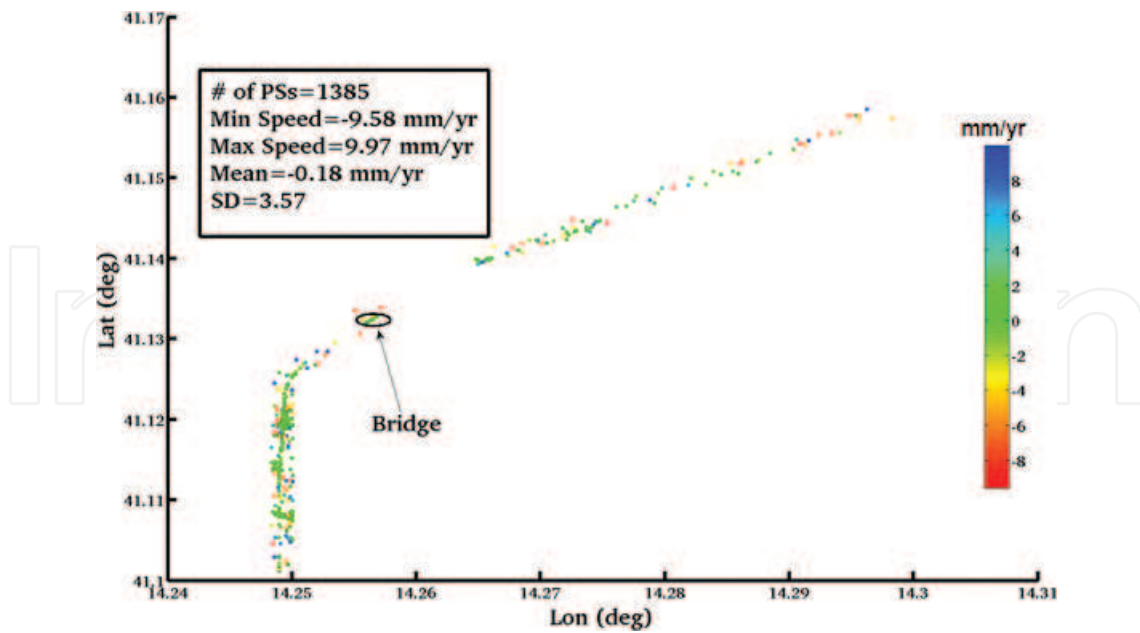 41.17
41.16
41.15
41.14
41.13
41.12
41.11
41.1
Lat (deg)
# of PSs=1385
Min Speed=-9.58 mm/yr
Max Speed=9.97 mm/yr
Mean=-0.18 mm/yr
SD=3.57
Bridge
mm/yr
8
6
4
2
0
-2
-4
-6
-8
14.24 14.25 14.26 14.27 14.28 14.29 14.3 14.31
Lon (deg)